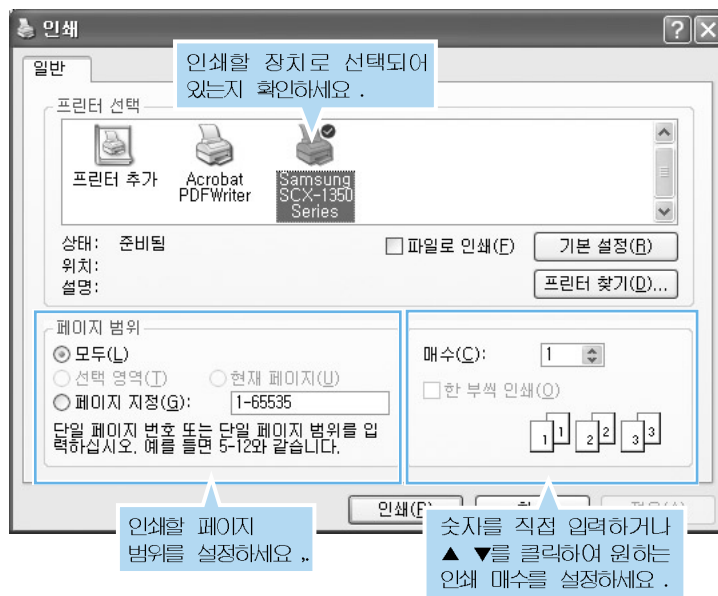 인쇄
일반
인쇄할 장치로 선택되어
있는지 확인하세요 .
프린터 선택
프린터 추가
Acrobat
PDFWriter
Samsung
SCX-1350
Series
상태: 준비됨
위치:
설명:
파일로 인쇄(F)
기본 설정(R)
프린터 찾기(D)...
페이지 범위
모두(L)
선택 영역(T)
현재 페이지(U)
페이지 지정(G):
1-65535
단일 페이지 번호 또는 단일 페이지 범위를 입
력하십시오. 예를 들면 5-12와 같습니다.
매수(C):
1
한 부씩 인쇄(O)
1 1 2 2 3 3
인쇄(P)
인쇄할 페이지
범위를 설정하세요 ,.
숫자를 직접 입력하거나
▲ ▼를 클릭하여 원하는
인쇄 매수를 설정하세요 .